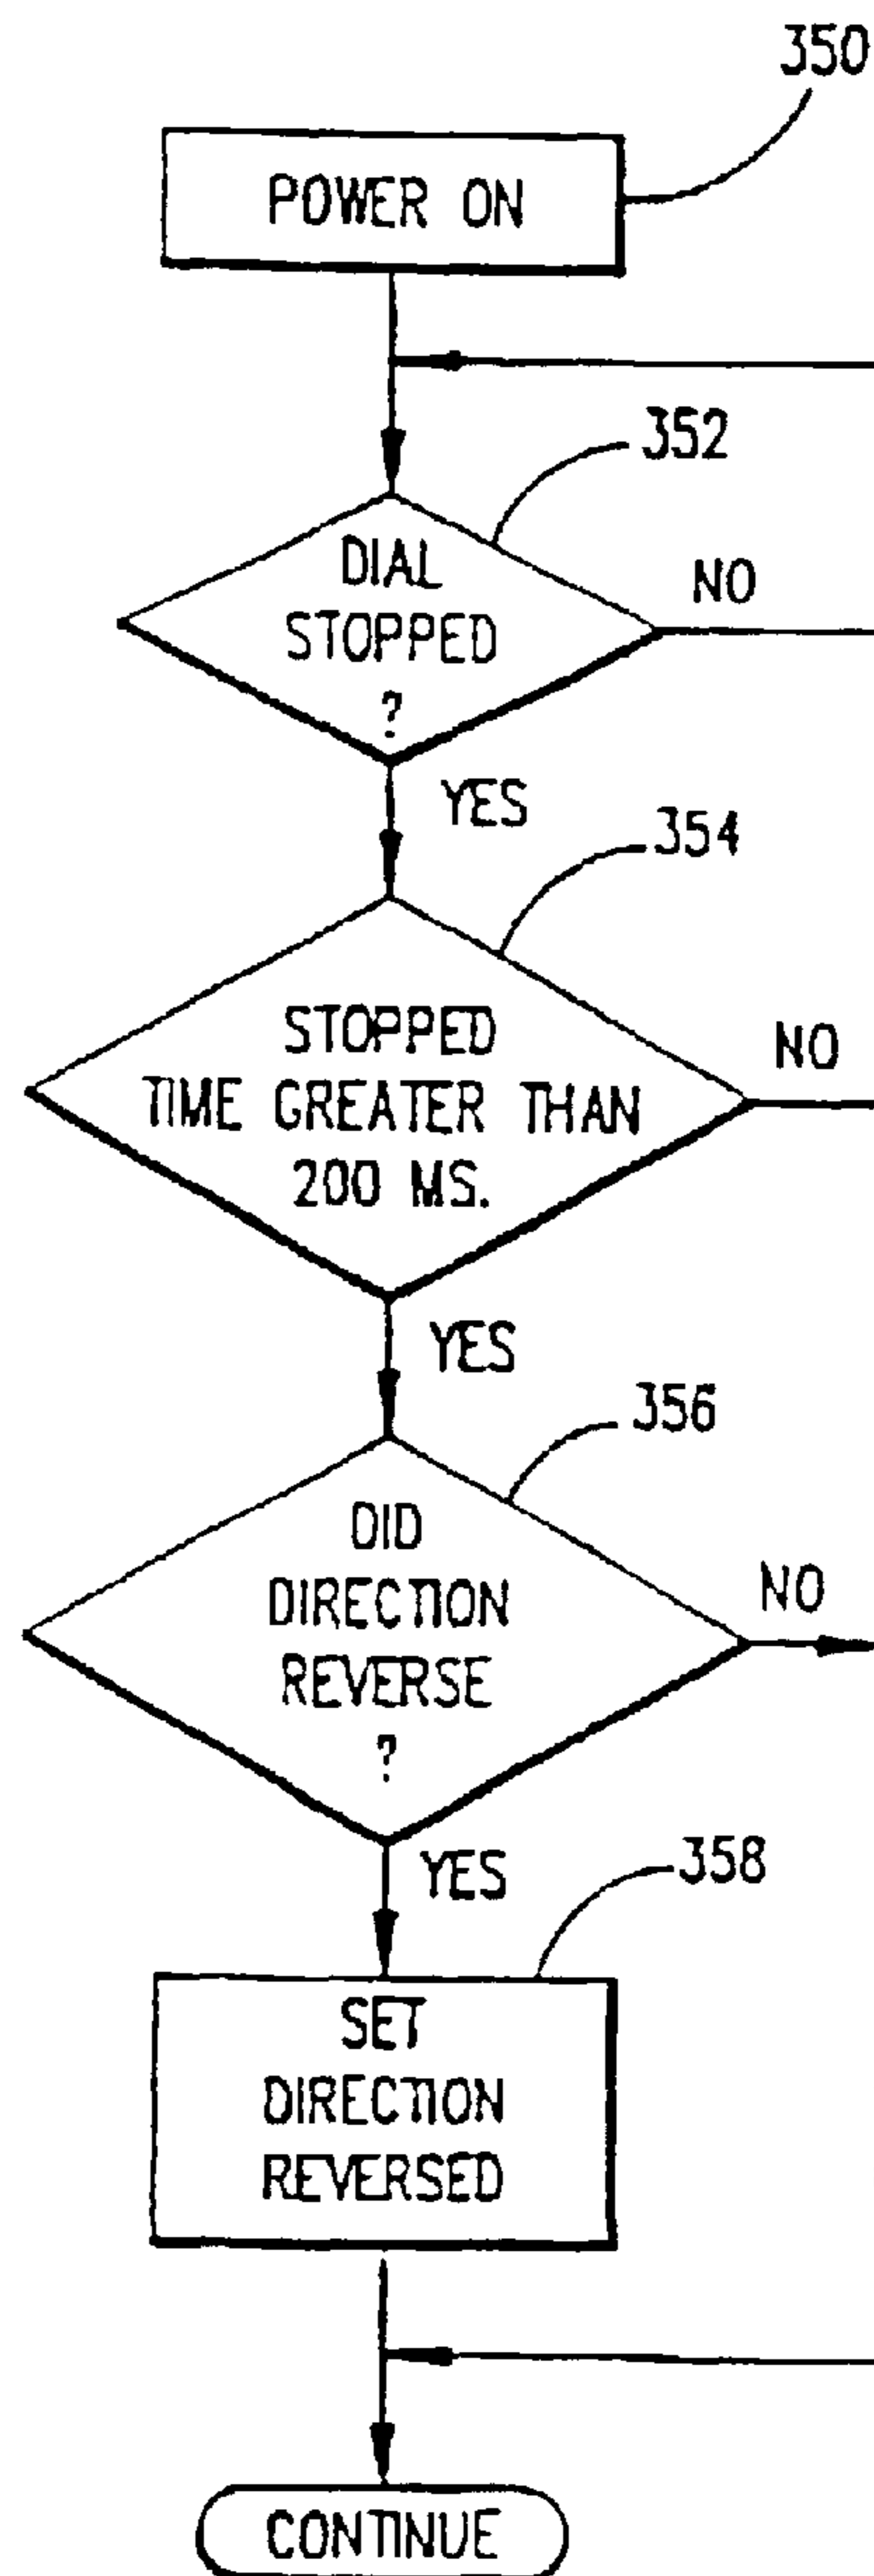 350
POWER ON
352
DIAL
STOPPED
?
NO
YES
354
STOPPED
TIME GREATER THAN
200 MS.
NO
YES
356
DID
DIRECTION
REVERSE
?
NO
YES
358
SET
DIRECTION
REVERSED
CONTINUE